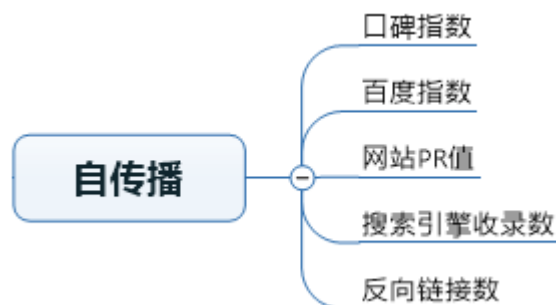 自传播
口碑指数
百度指数
网站PR值
搜索引擎收录数
反向链接数